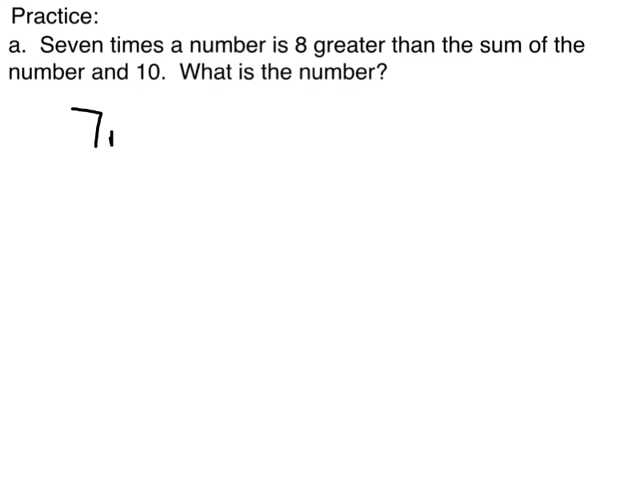 Practice:
a. Seven times a number is 8 greater than the sum of the
number and 10. What is the number?
7